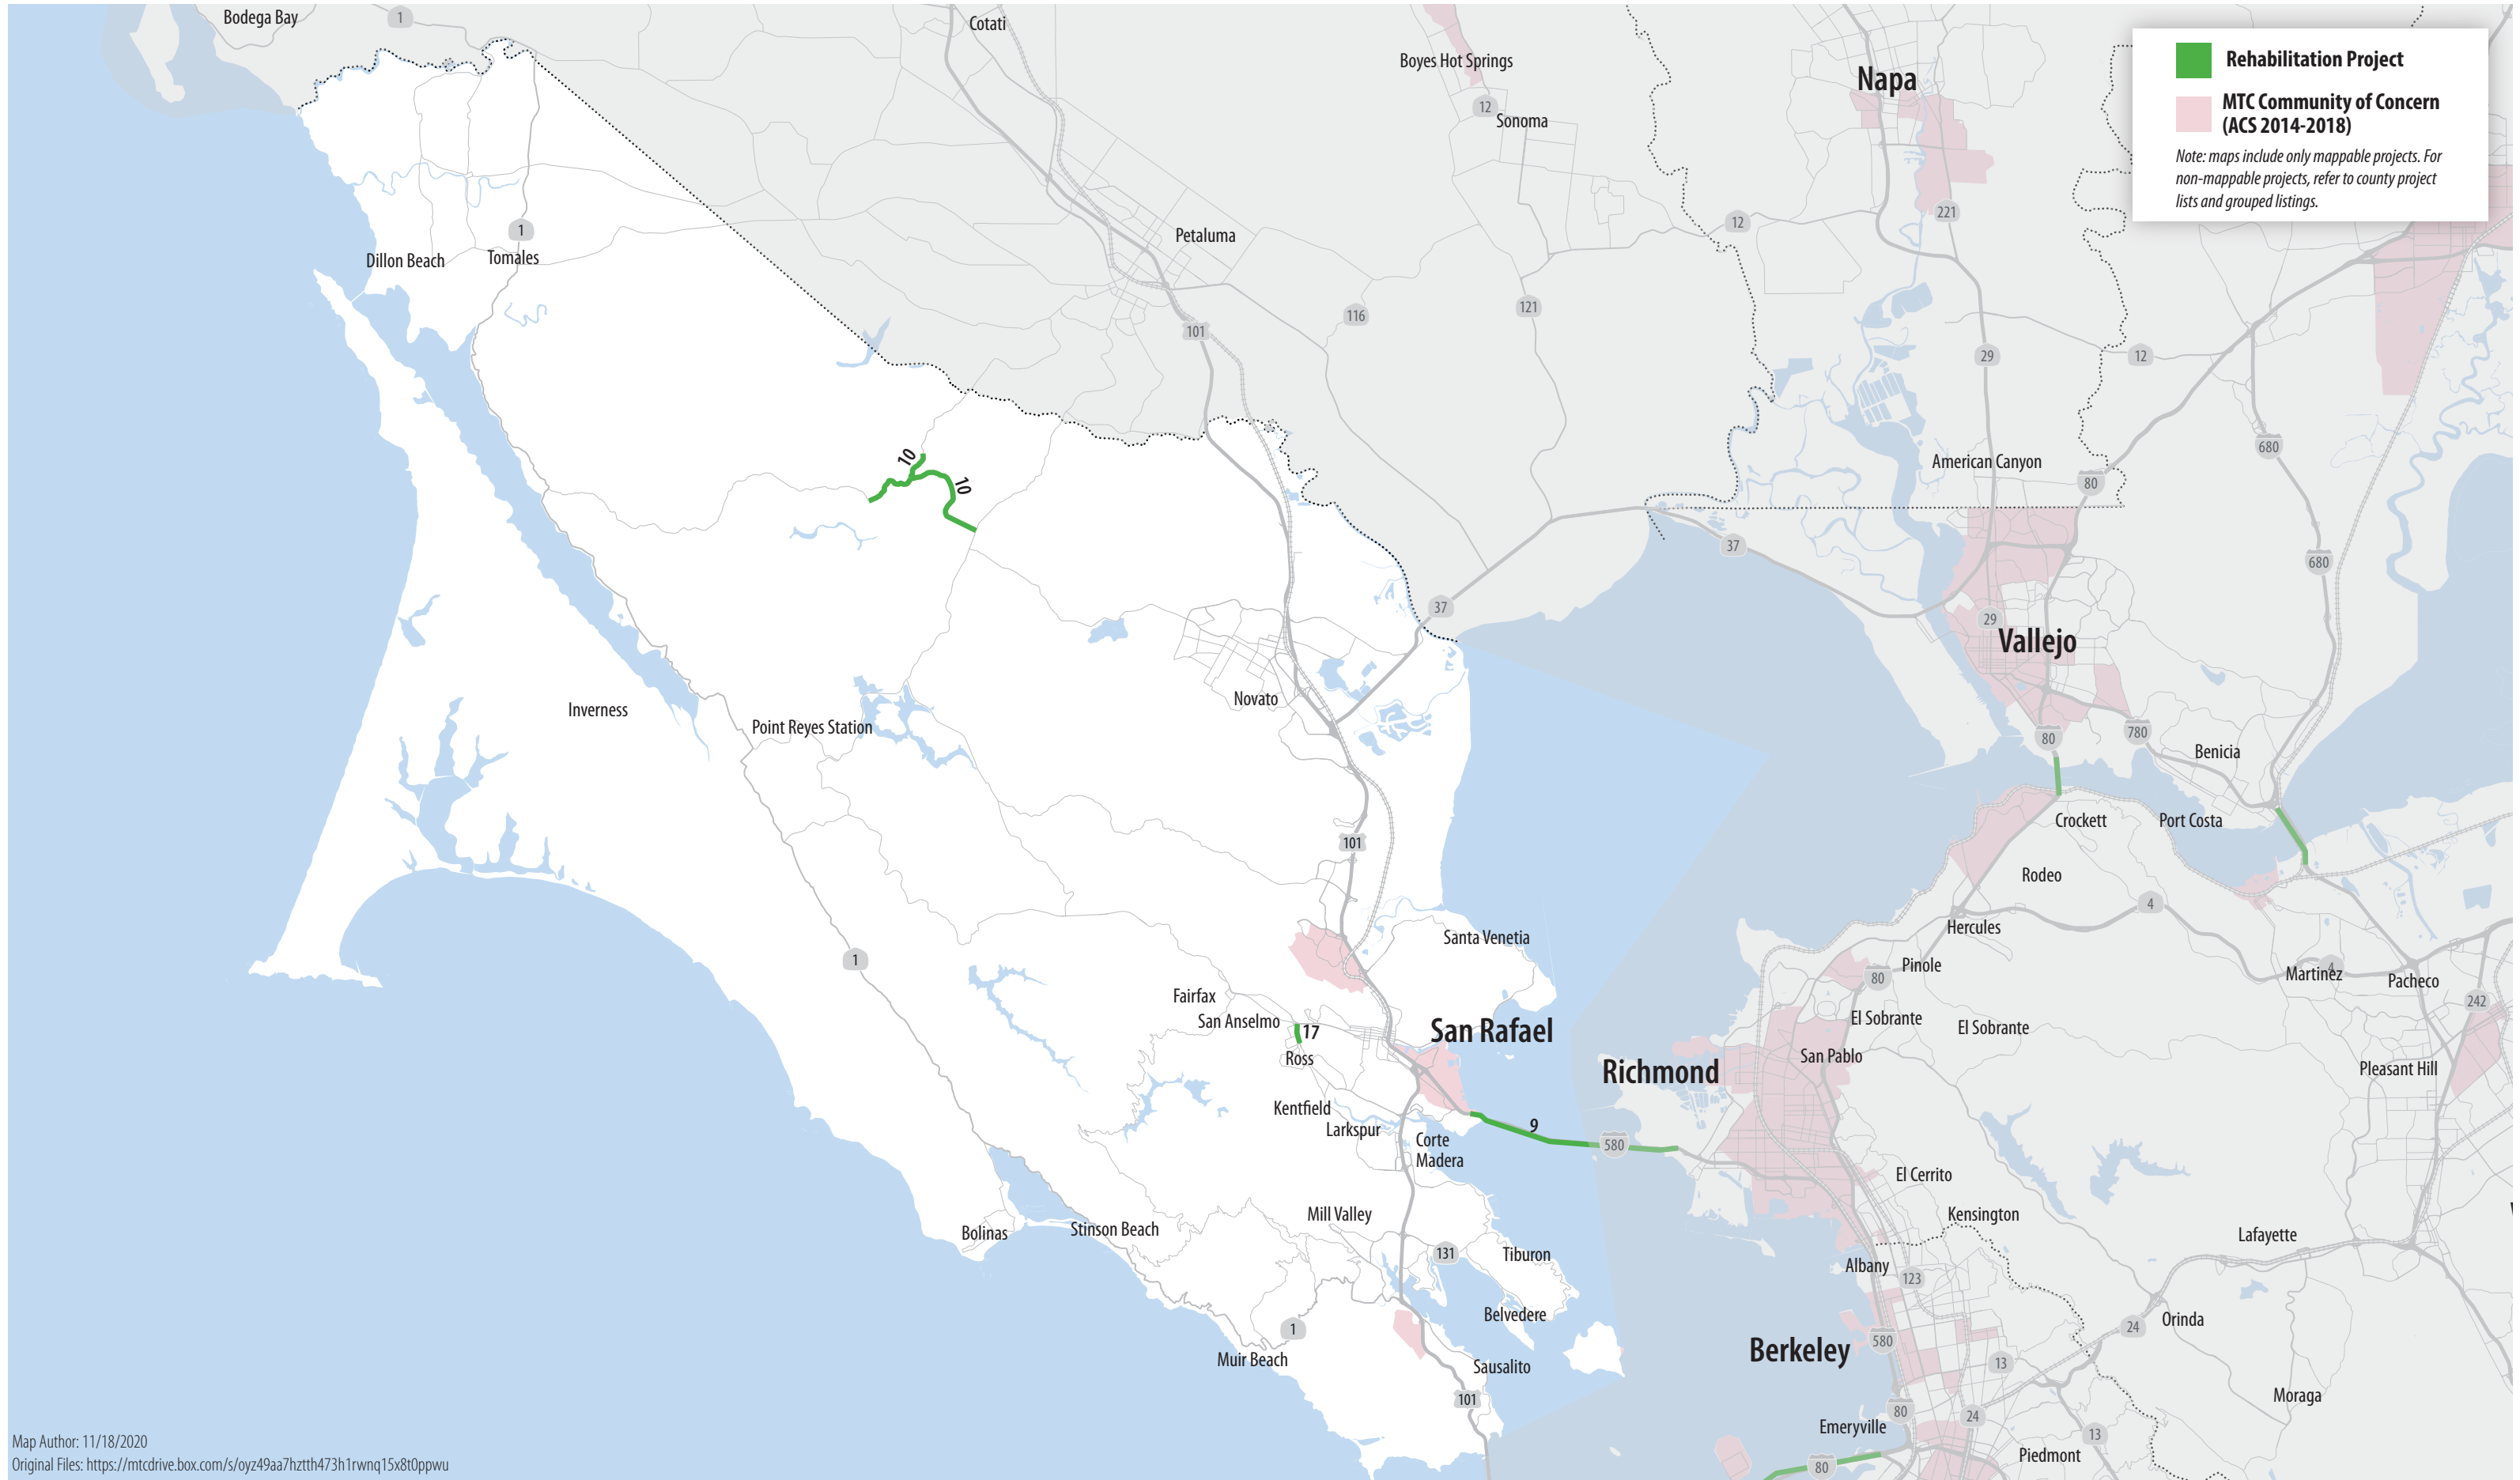 Bodega Bay
1
Cotati
Boyes Hot Springs
12
Sonoma
Napa
Rehabilitation Project
MTC Community of Concern
(ACS 2014-2018)
Note: maps include only mappable projects. For
non-mappable projects, refer to county project
lists and grouped listings.
221
12
1
Petaluma
Dillon Beach
Tomales
101
116
121
29
12
10
10
American Canyon
680
80
37
680
37
29
Vallejo
Novato
Inverness
Point Reyes Station
80
780
Benicia
Crockett
Port Costa
101
Rodeo
4
Hercules
Santa Venetia
1
Pinole
80
Martinez
4
Pacheco
242
Fairfax
San Anselmo
17
San Rafael
El Sobrante
El Sobrante
Ross
San Pablo
Richmond
Pleasant Hill
Kentfield
Larkspur
9
580
Corte
Madera
El Cerrito
Kensington
Mill Valley
Bolinas
Stinson Beach
131
Tiburon
Lafayette
Albany
123
Belvedere
Orinda
24
1
580
Berkeley
Muir Beach
Sausalito
13
101
Moraga
80
24
Emeryville
13
Piedmont
80
Map Author: 11/18/2020
Original Files: https://mtcdrive.box.com/s/oyz49aa7hztth473h1rwnq15x8t0ppwu